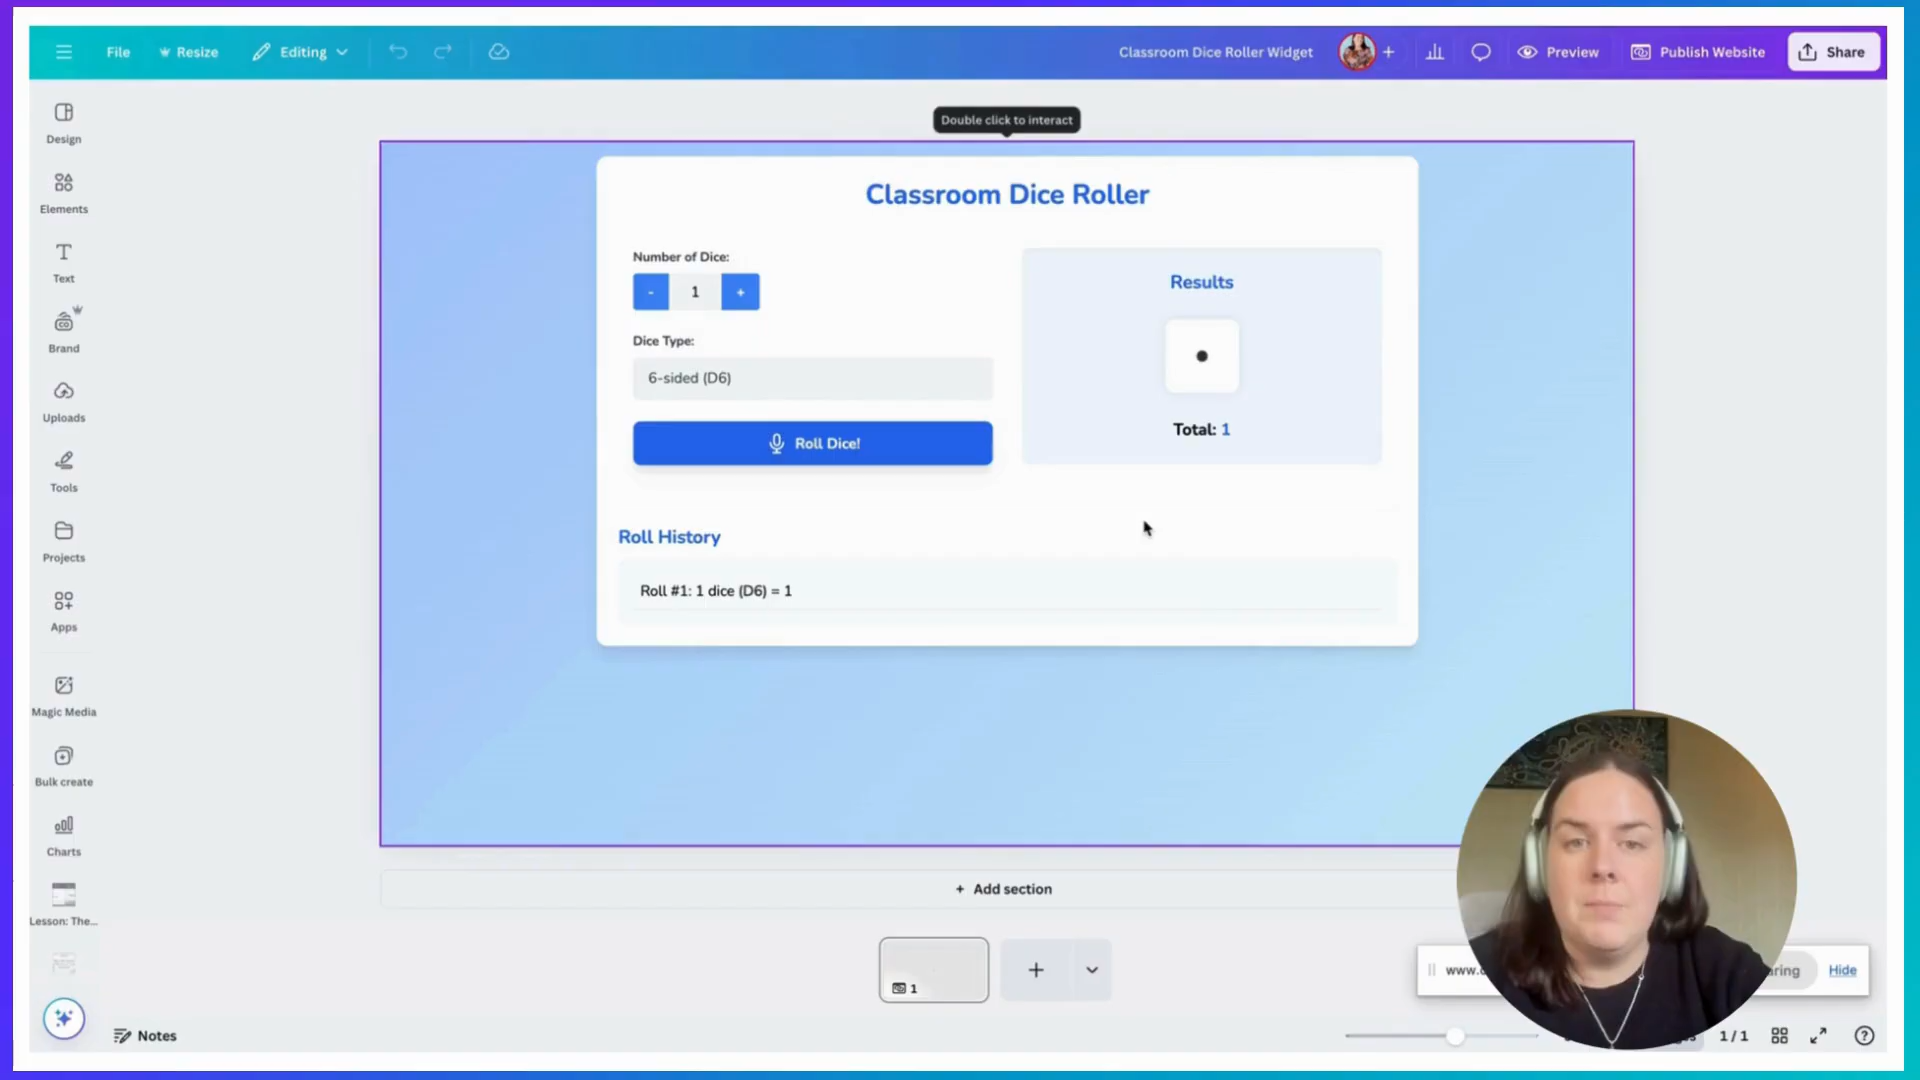 File
Resize
Editing
Classroom Dice Roller Widget
+
Preview
Publish Website
Share
Design
Elements
Text
Brand
Uploads
Tools
Projects
Apps
Magic Media
Bulk create
Charts
Lesson: The...
Double click to interact
Classroom Dice Roller
Number of Dice:
- 1 +
Dice Type:
6-sided (D6)
Roll Dice!
Results
Total: 1
Roll History
Roll #1: 1 dice (D6) = 1
+ Add section
1
+
Hide
Notes
1 / 1
?